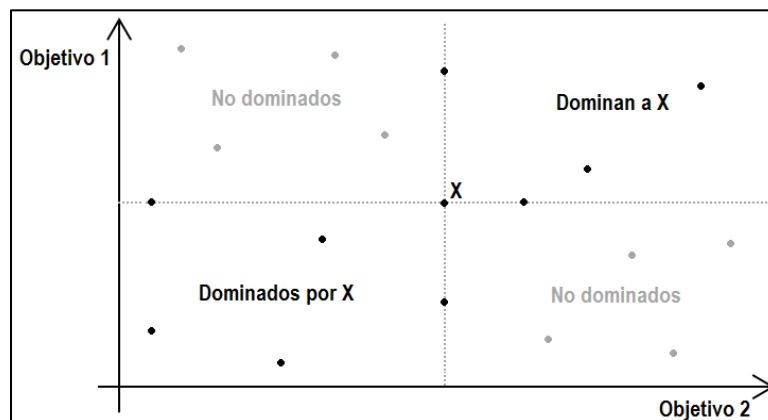 Objetivo 1
No dominados
Dominan a X
X
Dominados por X
No dominados
Objetivo 2